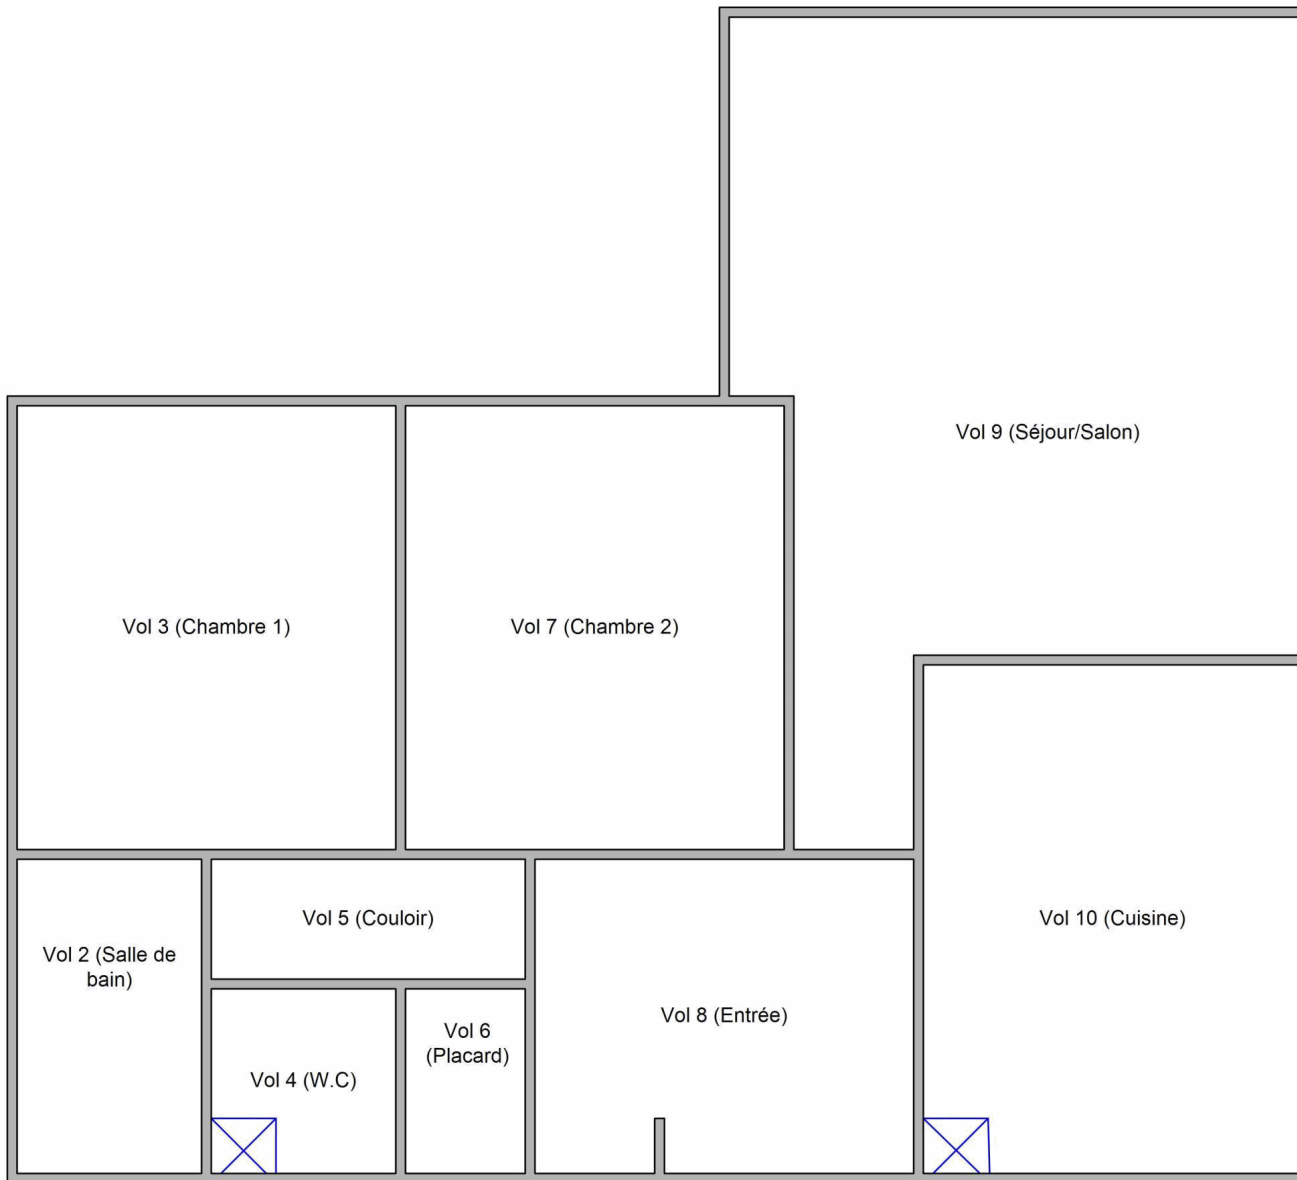 Vol 9 (Séjour/Salon)
Vol 3 (Chambre 1)
Vol 7 (Chambre 2)
Vol 5 (Couloir)
Vol 10 (Cuisine)
Vol 2 (Salle de
bain)
Vol 8 (Entrée)
Vol 6
(Placard)
Vol 4 (W.C)